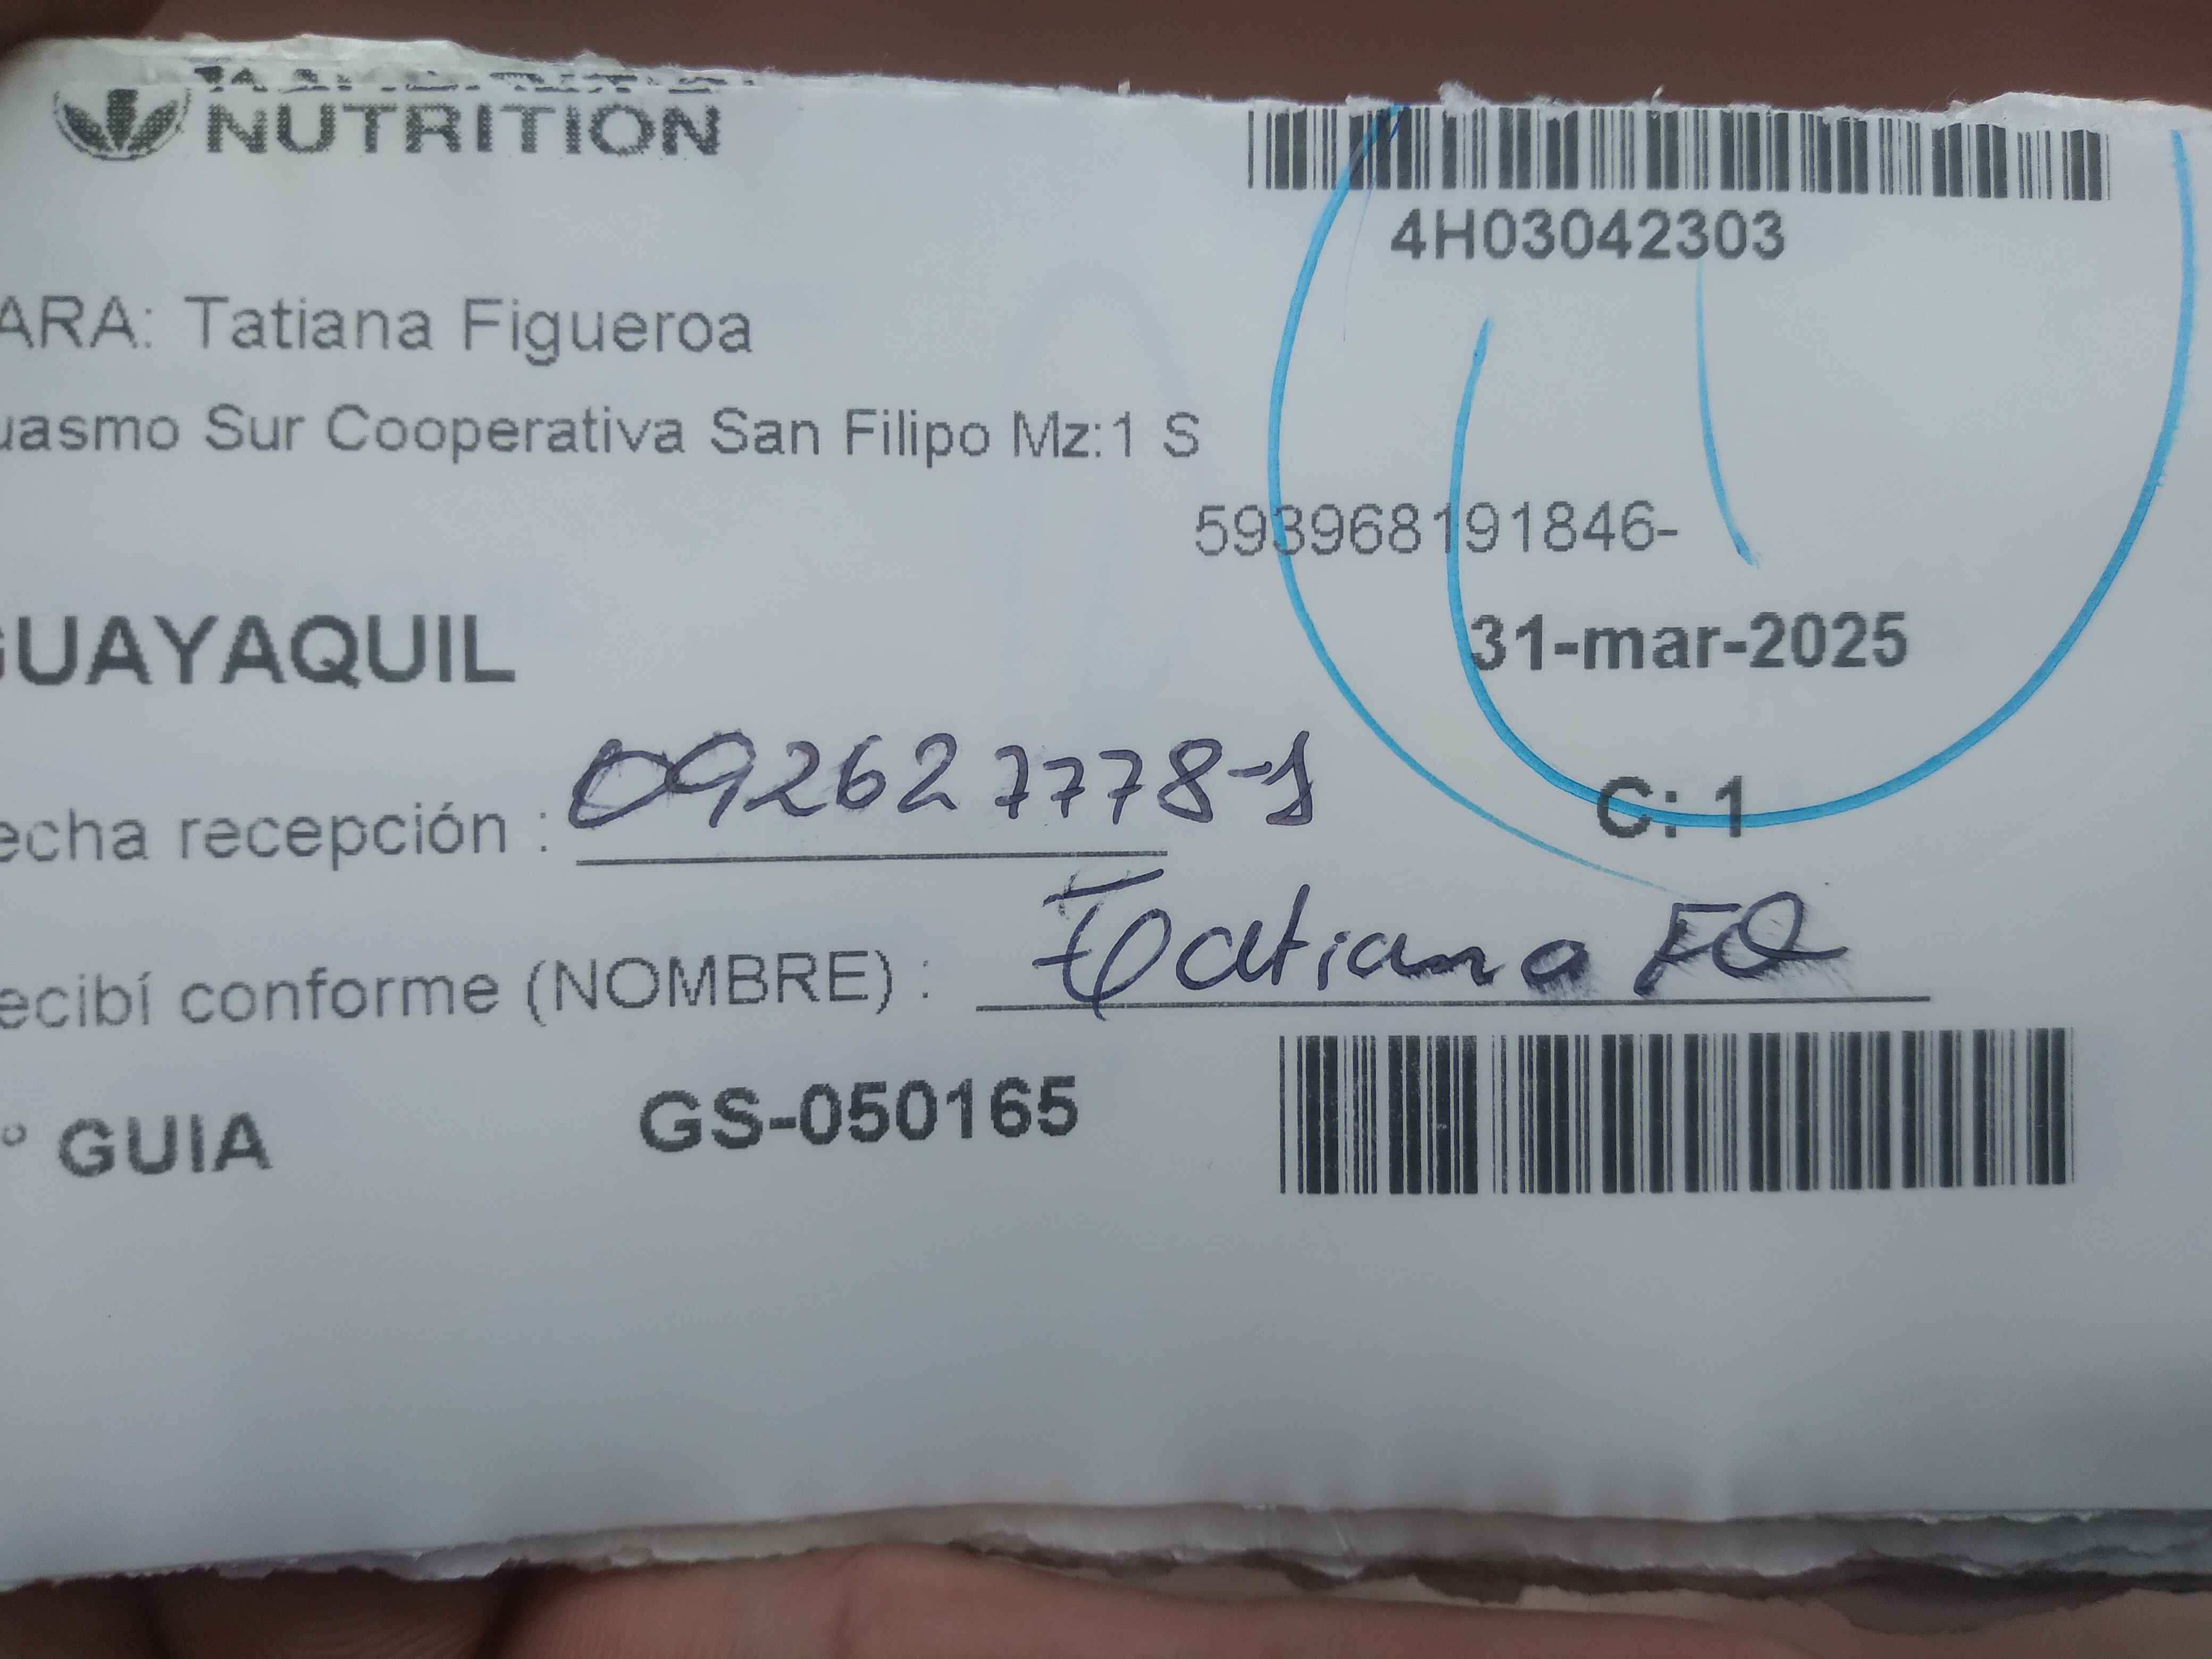 NUTRITION
4H03042303
ARA: Tatiana Figueroa
uasmo Sur Cooperativa San Filipo Mz:1 S
593968191846-
GUAYAQUIL
31-mar-2025
echa recepción : 092627778-1
C: 1
ecibí conforme (NOMBRE) : Tatiana FQ
° GUIA GS-050165